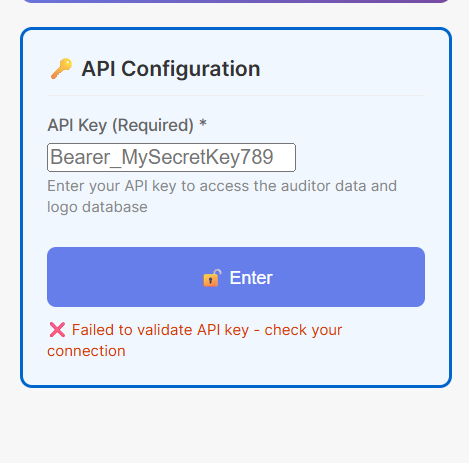 🔑 API Configuration
API Key (Required) *
Bearer_MySecretKey789
Enter your API key to access the auditor data and
logo database
🔓 Enter
❌ Failed to validate API key - check your
connection